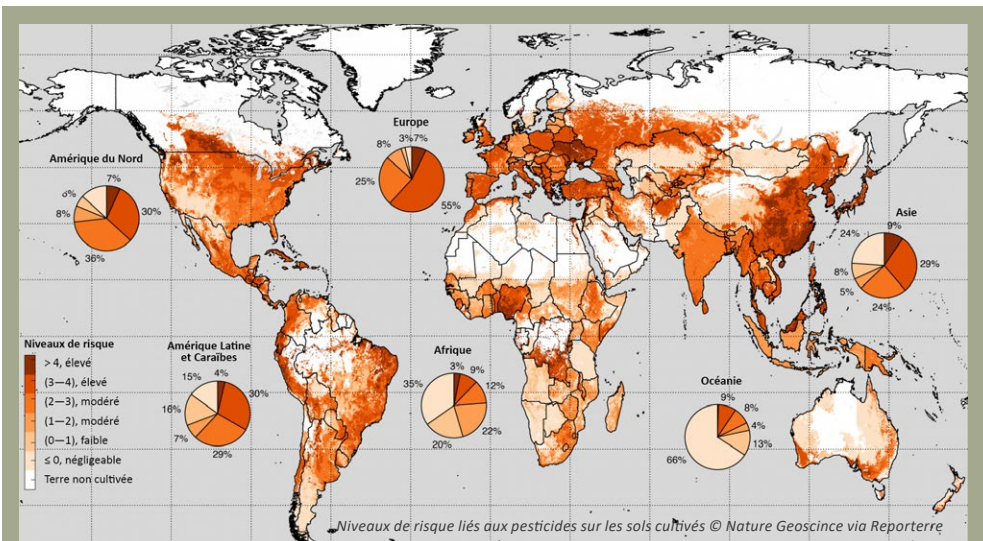 Europe
3%
7%
8%
25%
55%
Amérique du Nord
7%
8%
30%
36%
Asie
24%
9%
29%
8%
5%
24%
Niveaux de risque
> 4, élevé
(3—4), élevé
(2—3), modéré
(1—2), modéré
(0—1), faible
≤ 0, négligeable
Terre non cultivée
Amérique Latine
et Caraïbes
15%
4%
30%
16%
7%
29%
Afrique
3%
9%
35%
12%
22%
20%
Océanie
9%
8%
4%
13%
66%
Niveaux de risque liés aux pesticides sur les sols cultivés © Nature Geoscince via Reporterre